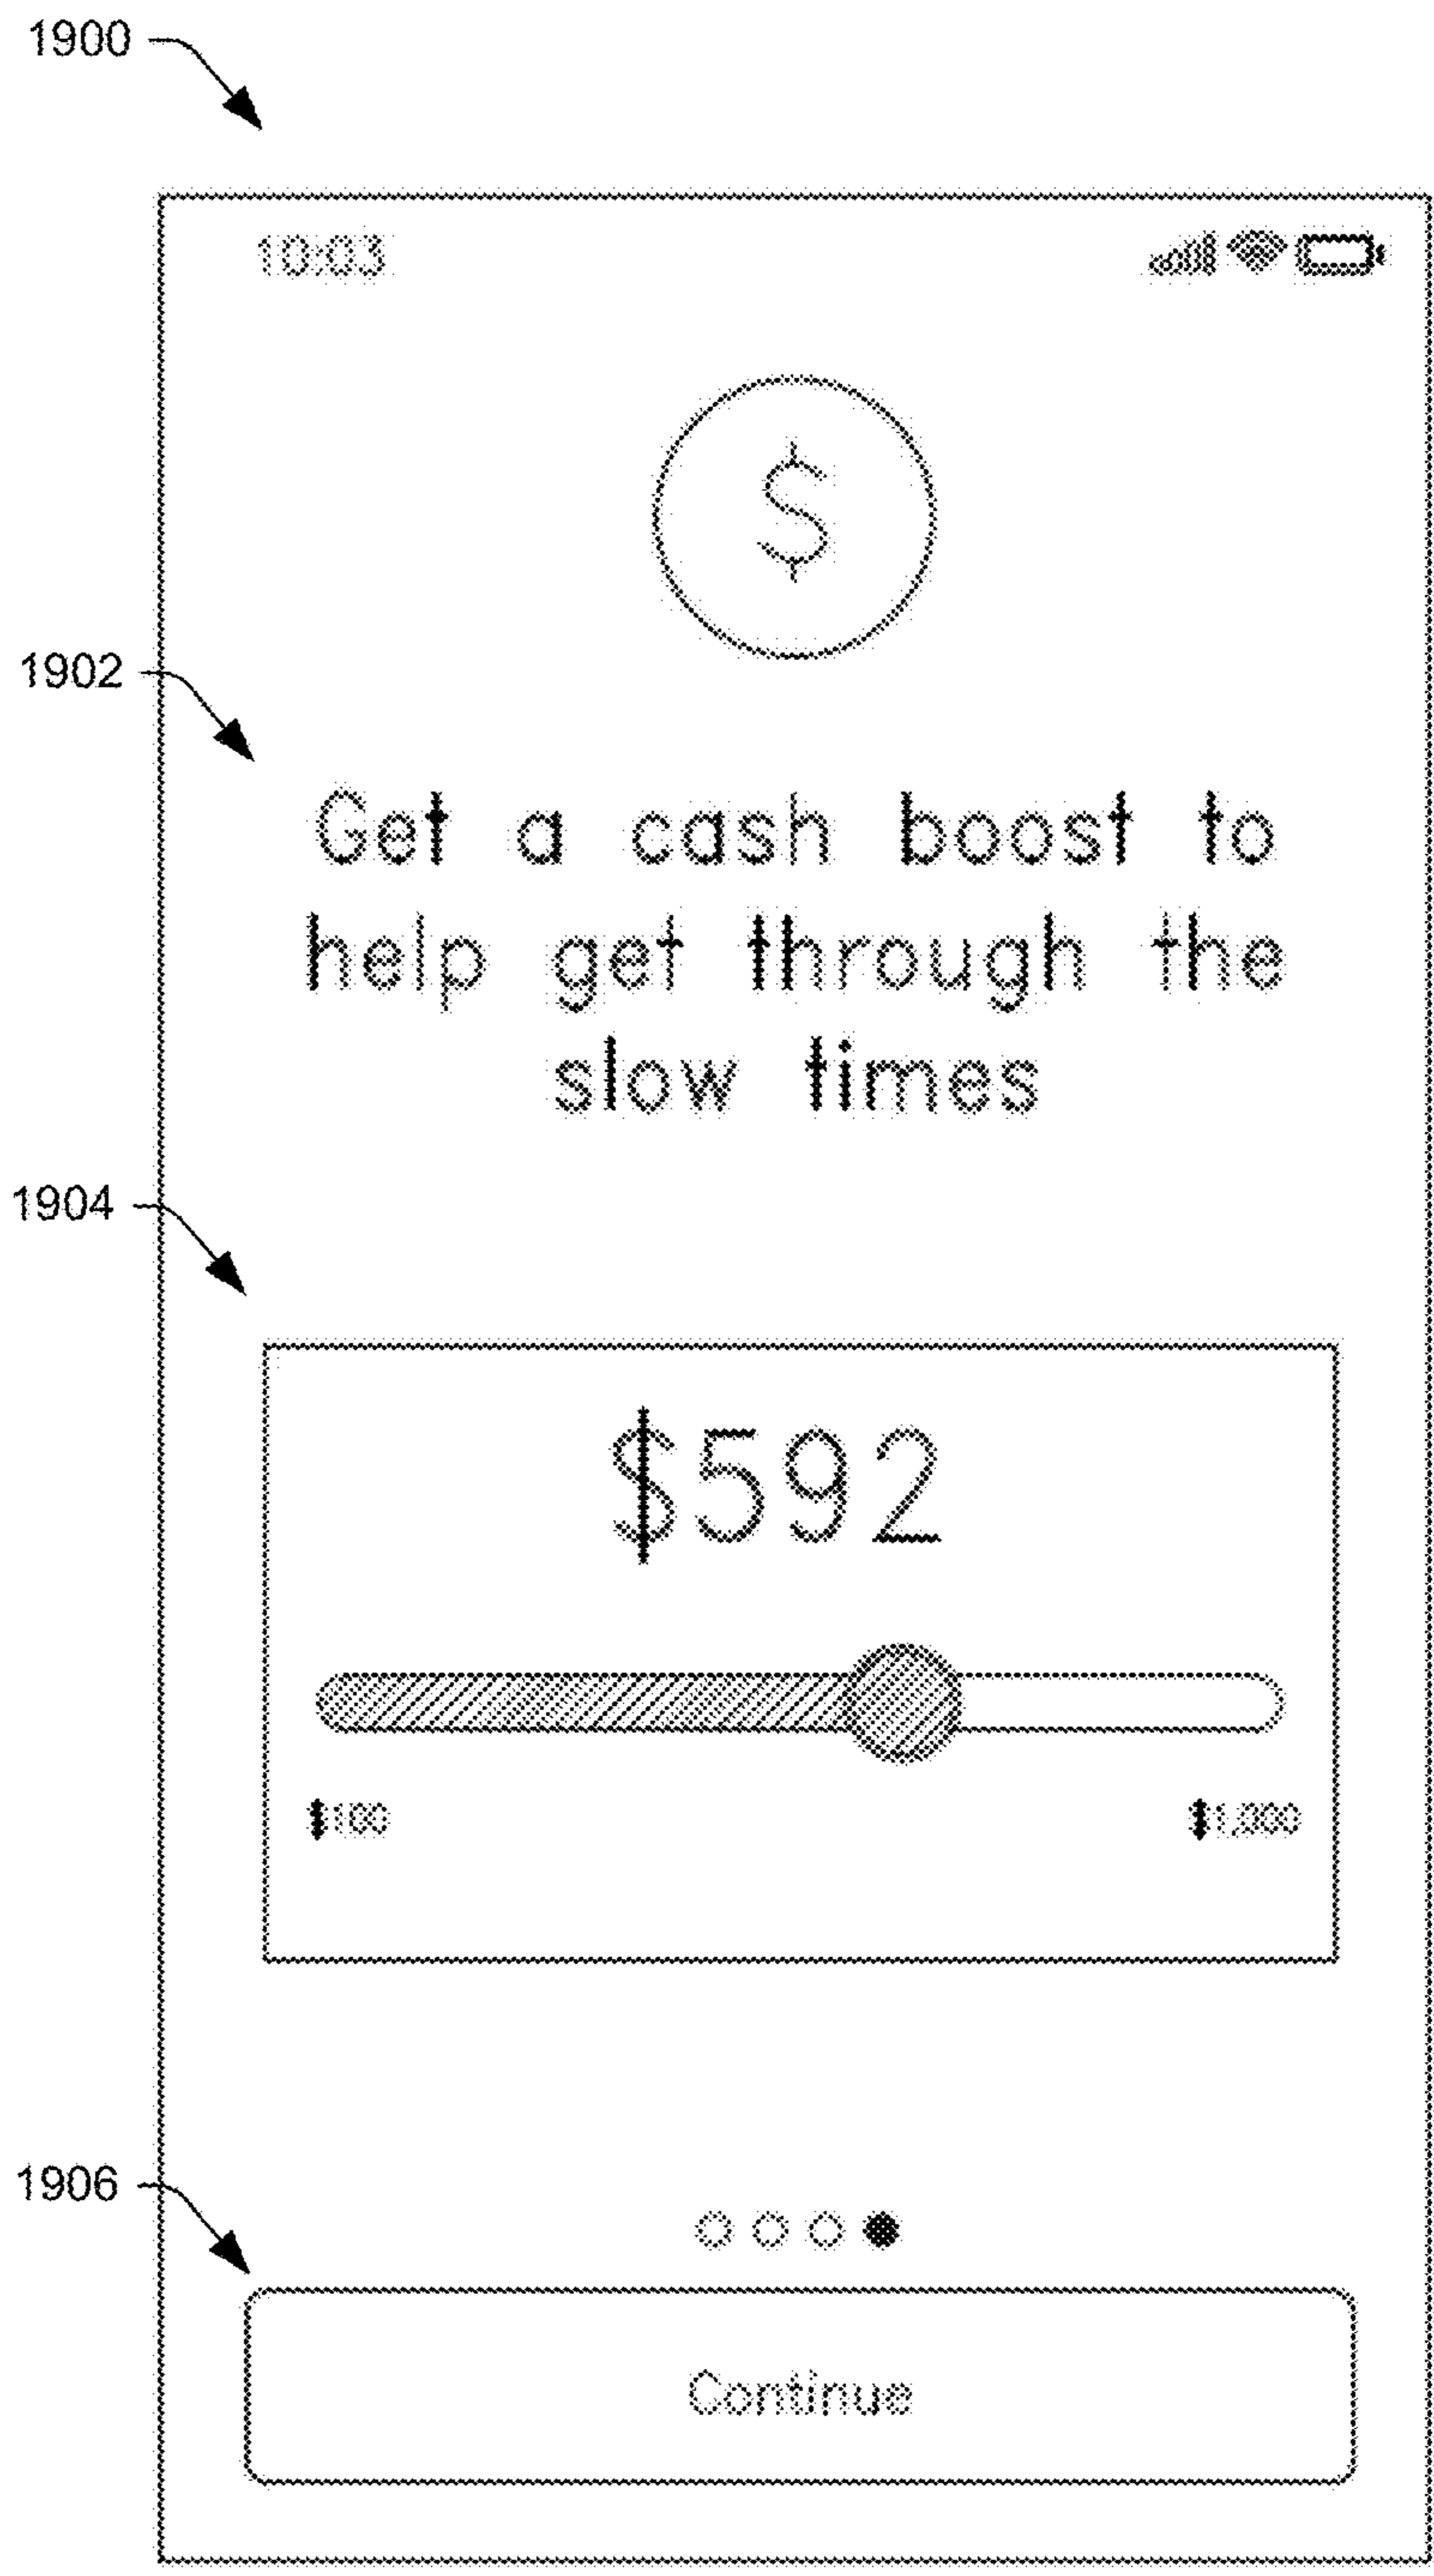 1900
10:03
$
1902
Get a cash boost to
help get through the
slow times
1904
$592
$100 $1,000
1906
Continue